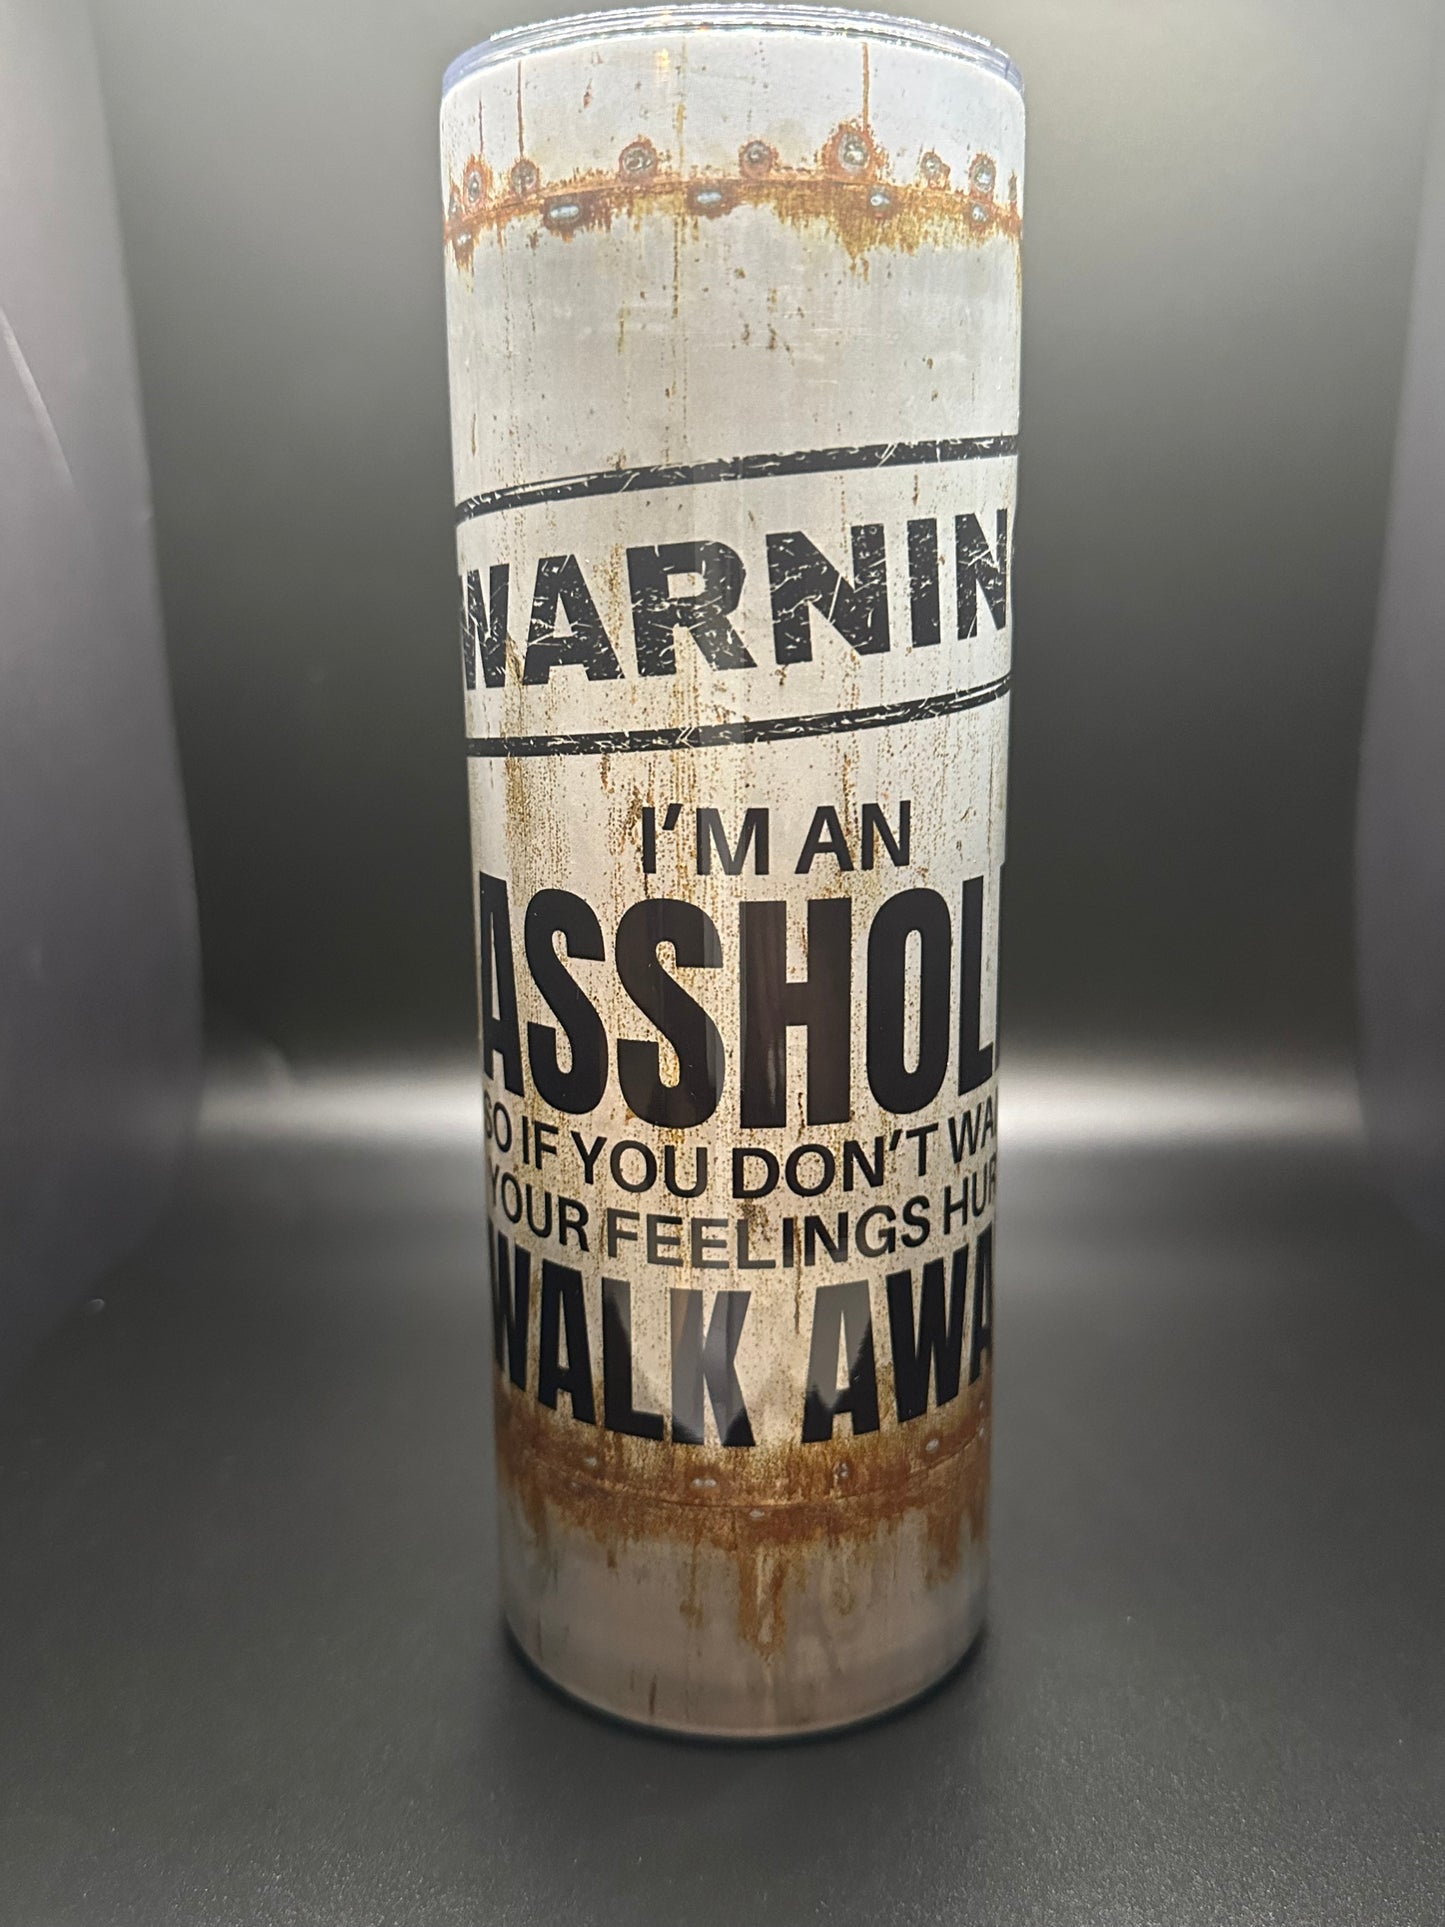 WARNIN
I'M AN
ASSHOL
SO IF YOU DON'T WA
YOUR FEELINGS HUR
WALK AWA